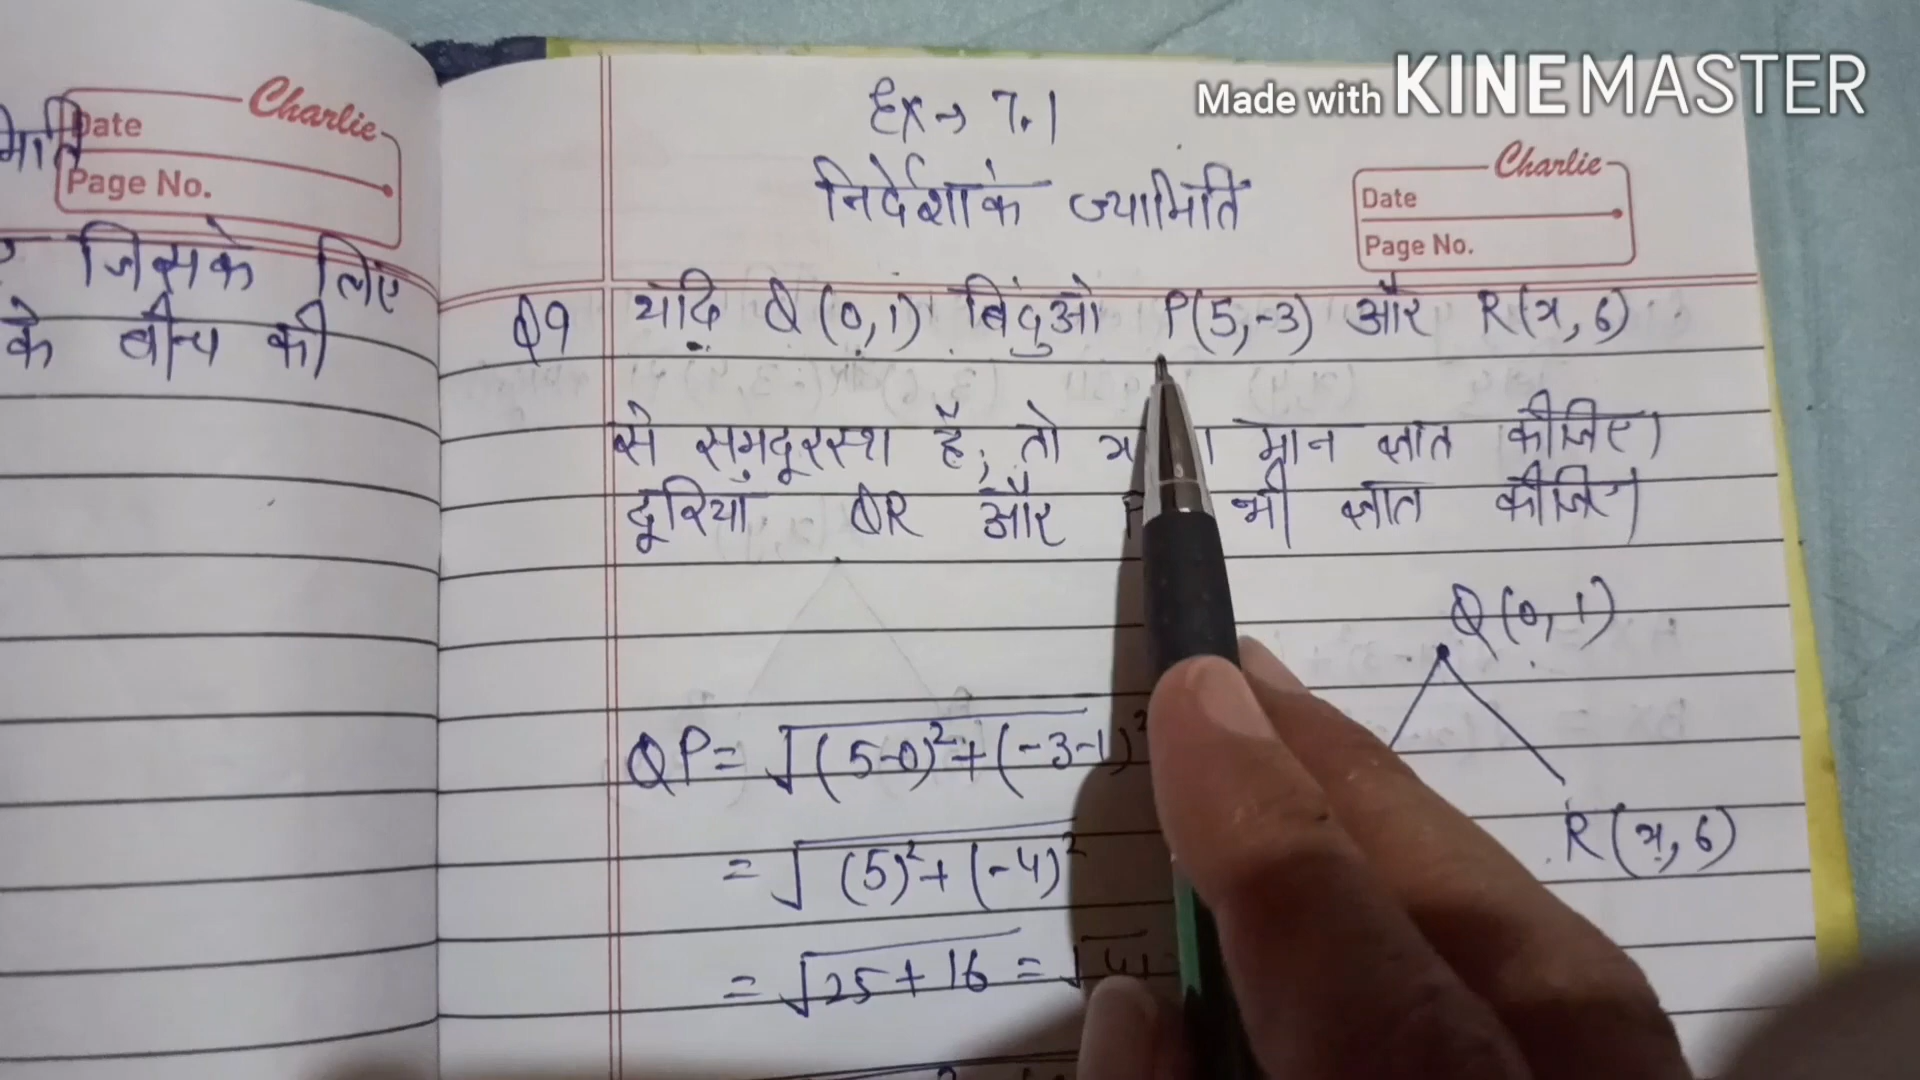 Made with KINEMASTER
Charlie
Date
Page No.
जिसके लिए
के बीच की
Ex → 7.1
निर्देशांक ज्यामिति
Charlie
Date
Page No.
Q9 यदि Q (0,1) बिंदुओ P(5,-3) और R(x, 6)
से समदूरस्थ है, तो x मान ज्ञात कीजिए।
दूरियाँ QR और भी ज्ञात कीजिए।
Q (0, 1)
QP = √(5-0)²+(-3-1)²
= √(5)²+(-4)²
R (x, 6)
= √25+16 = √41